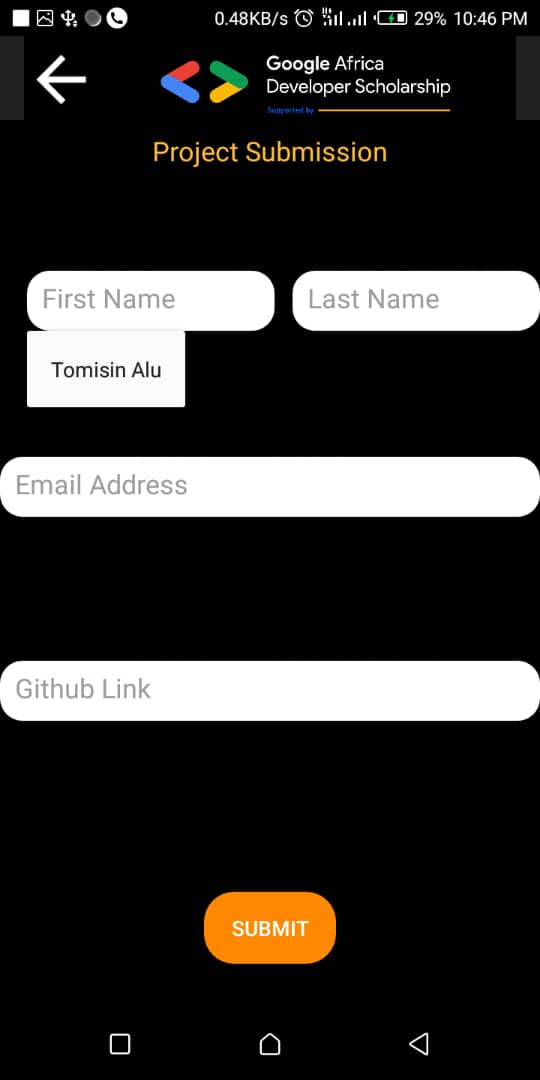 0.48KB/s 29% 10:46 PM
Google Africa
Developer Scholarship
Supported by
Project Submission
First Name Last Name
Tomisin Alu
Email Address
Github Link
SUBMIT